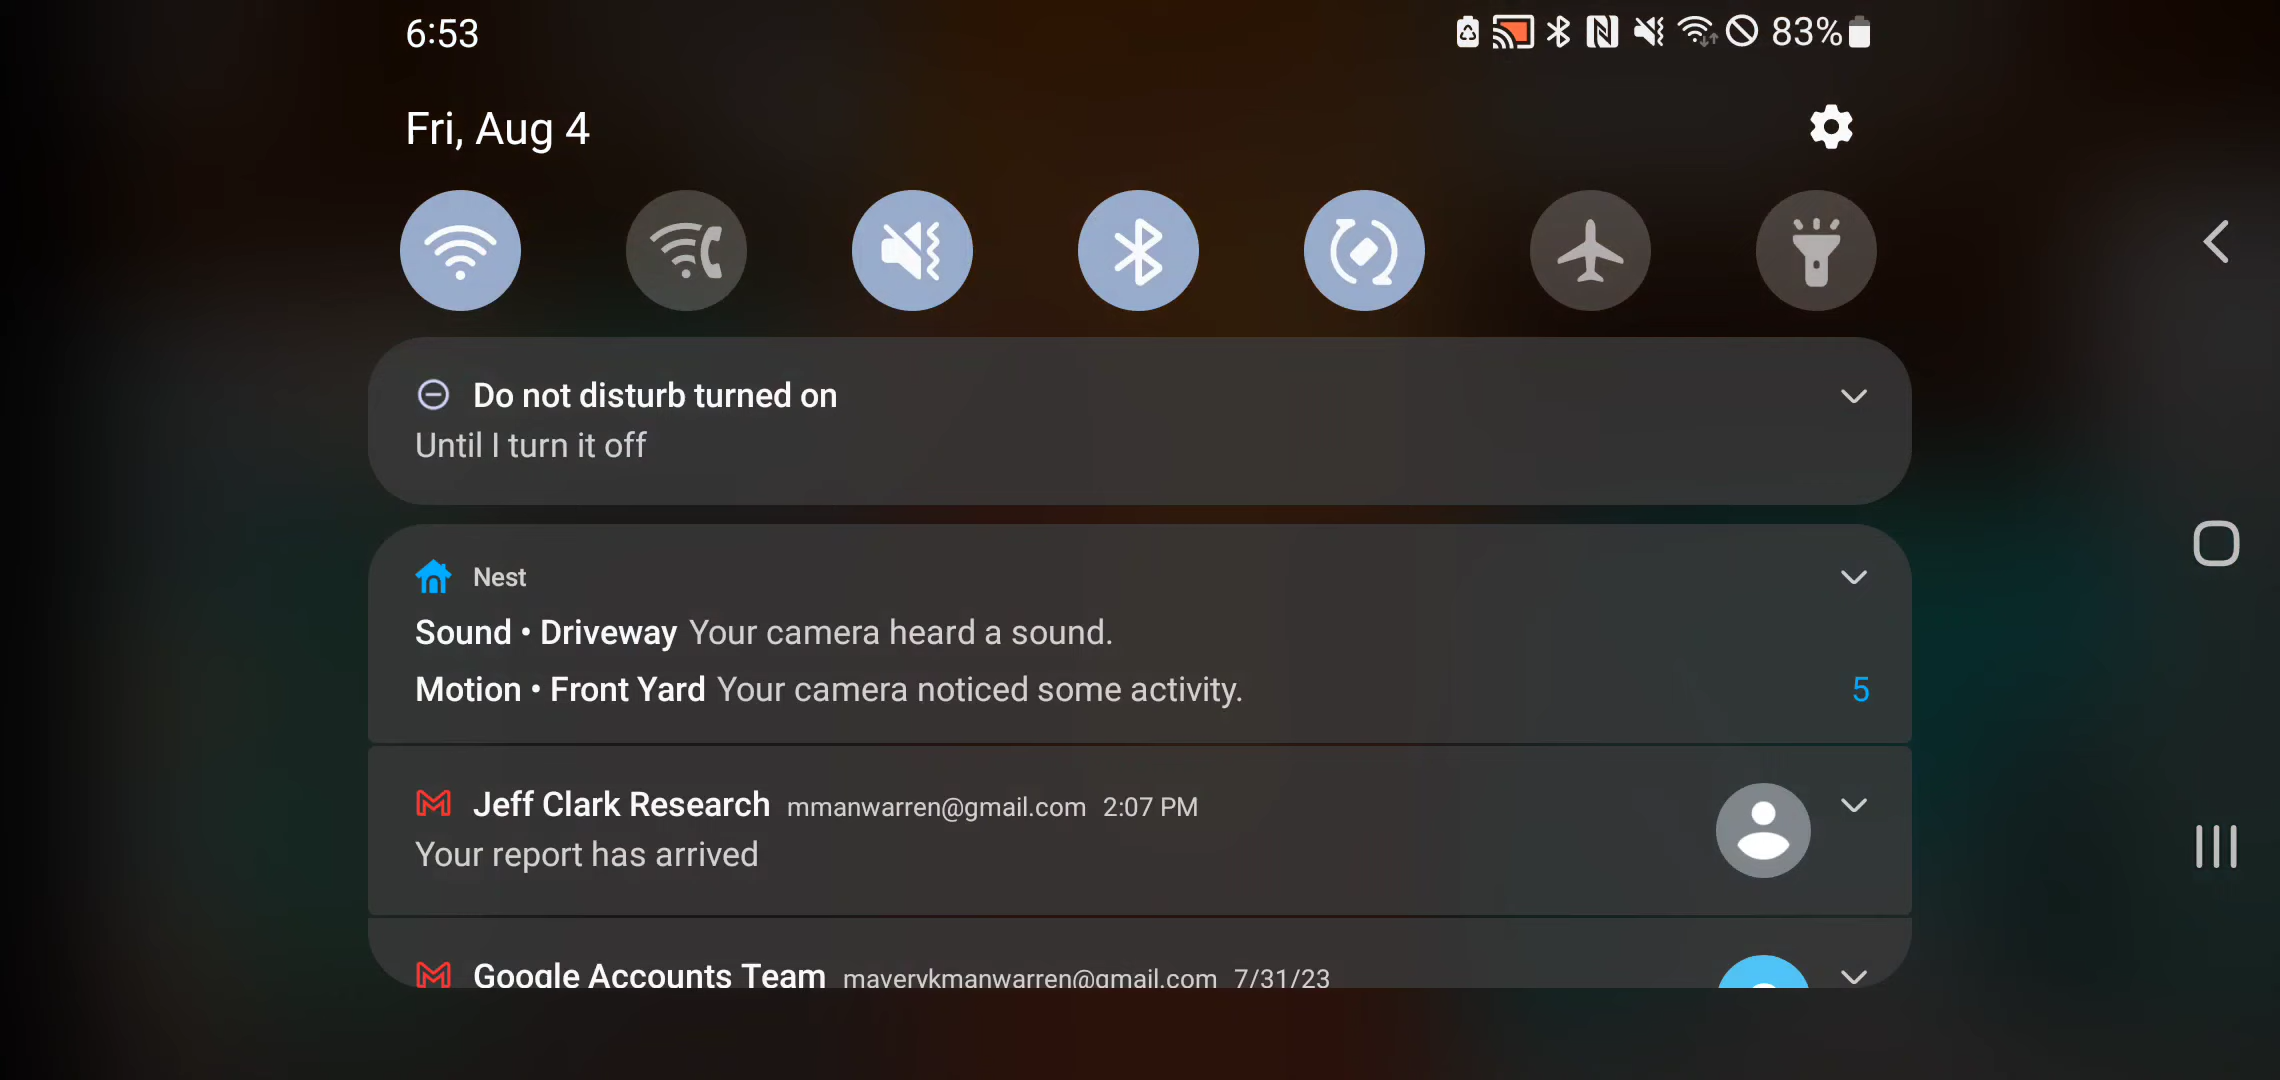 6:53
83%
Fri, Aug 4
Do not disturb turned on
Until I turn it off
Nest
Sound • Driveway Your camera heard a sound.
Motion • Front Yard Your camera noticed some activity.
5
Jeff Clark Research mmanwarren@gmail.com 2:07 PM
Your report has arrived
Google Accounts Team maverykmanwarren@gmail.com 7/31/23